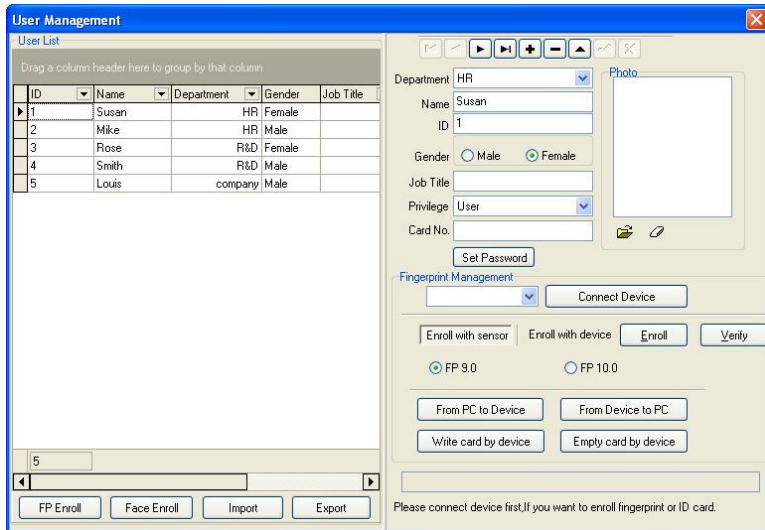 User Management
User List
Drag a column header here to group by that column
ID Name Department Gender Job Title
1 Susan HR Female
2 Mike HR Male
3 Rose R&D Female
4 Smith R&D Male
5 Louis company Male
5
FP Enroll Face Enroll Import Export
Department HR
Name Susan
ID 1
Gender Male Female
Job Title
Privilege User
Card No.
Set Password
Photo
Fingerprint Management
Connect Device
Enroll with sensor Enroll with device Enroll Verify
FP 9.0 FP 10.0
From PC to Device From Device to PC
Write card by device Empty card by device
Please connect device first,If you want to enroll fingerprint or ID card.